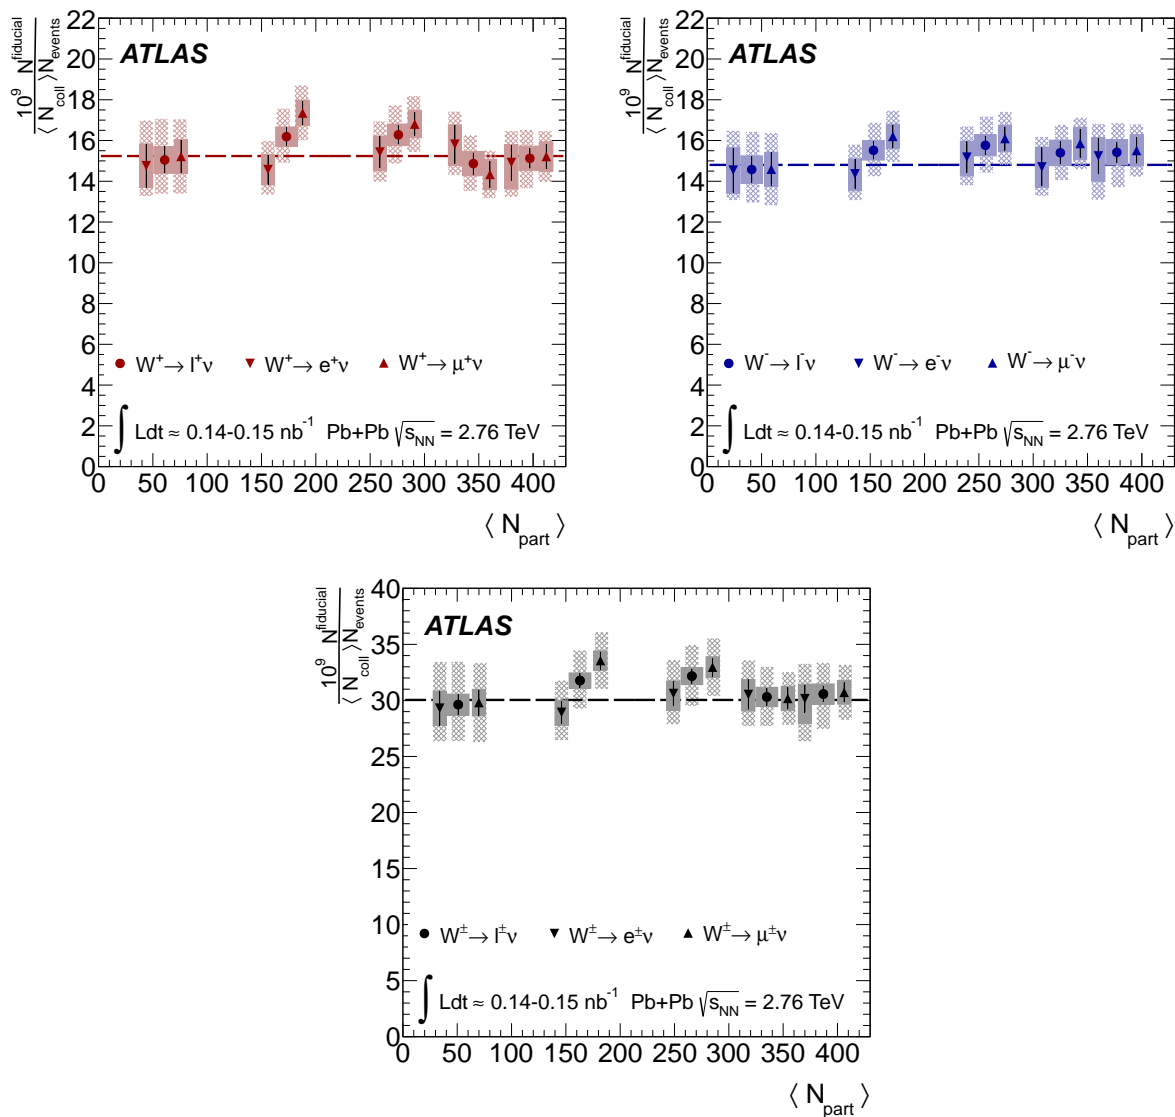 ATLAS
10⁹ N^fiducial
⟨ N_coll ⟩N_events
22
20
18
16
14
12
10
8
6
4
2
0
W⁺→l⁺ν W⁺→e⁺ν W⁺→μ⁺ν
∫ Ldt ≈ 0.14-0.15 nb⁻¹ Pb+Pb √s_NN = 2.76 TeV
0 50 100 150 200 250 300 350 400
⟨ N_part ⟩
ATLAS
10⁹ N^fiducial
⟨ N_coll ⟩N_events
22
20
18
16
14
12
10
8
6
4
2
0
W⁻→l⁻ν W⁻→e⁻ν W⁻→μ⁻ν
∫ Ldt ≈ 0.14-0.15 nb⁻¹ Pb+Pb √s_NN = 2.76 TeV
0 50 100 150 200 250 300 350 400
⟨ N_part ⟩
ATLAS
10⁹ N^fiducial
⟨ N_coll ⟩N_events
40
35
30
25
20
15
10
5
0
W^±→l^±ν W^±→e^±ν W^±→μ^±ν
∫ Ldt ≈ 0.14-0.15 nb⁻¹ Pb+Pb √s_NN = 2.76 TeV
0 50 100 150 200 250 300 350 400
⟨ N_part ⟩